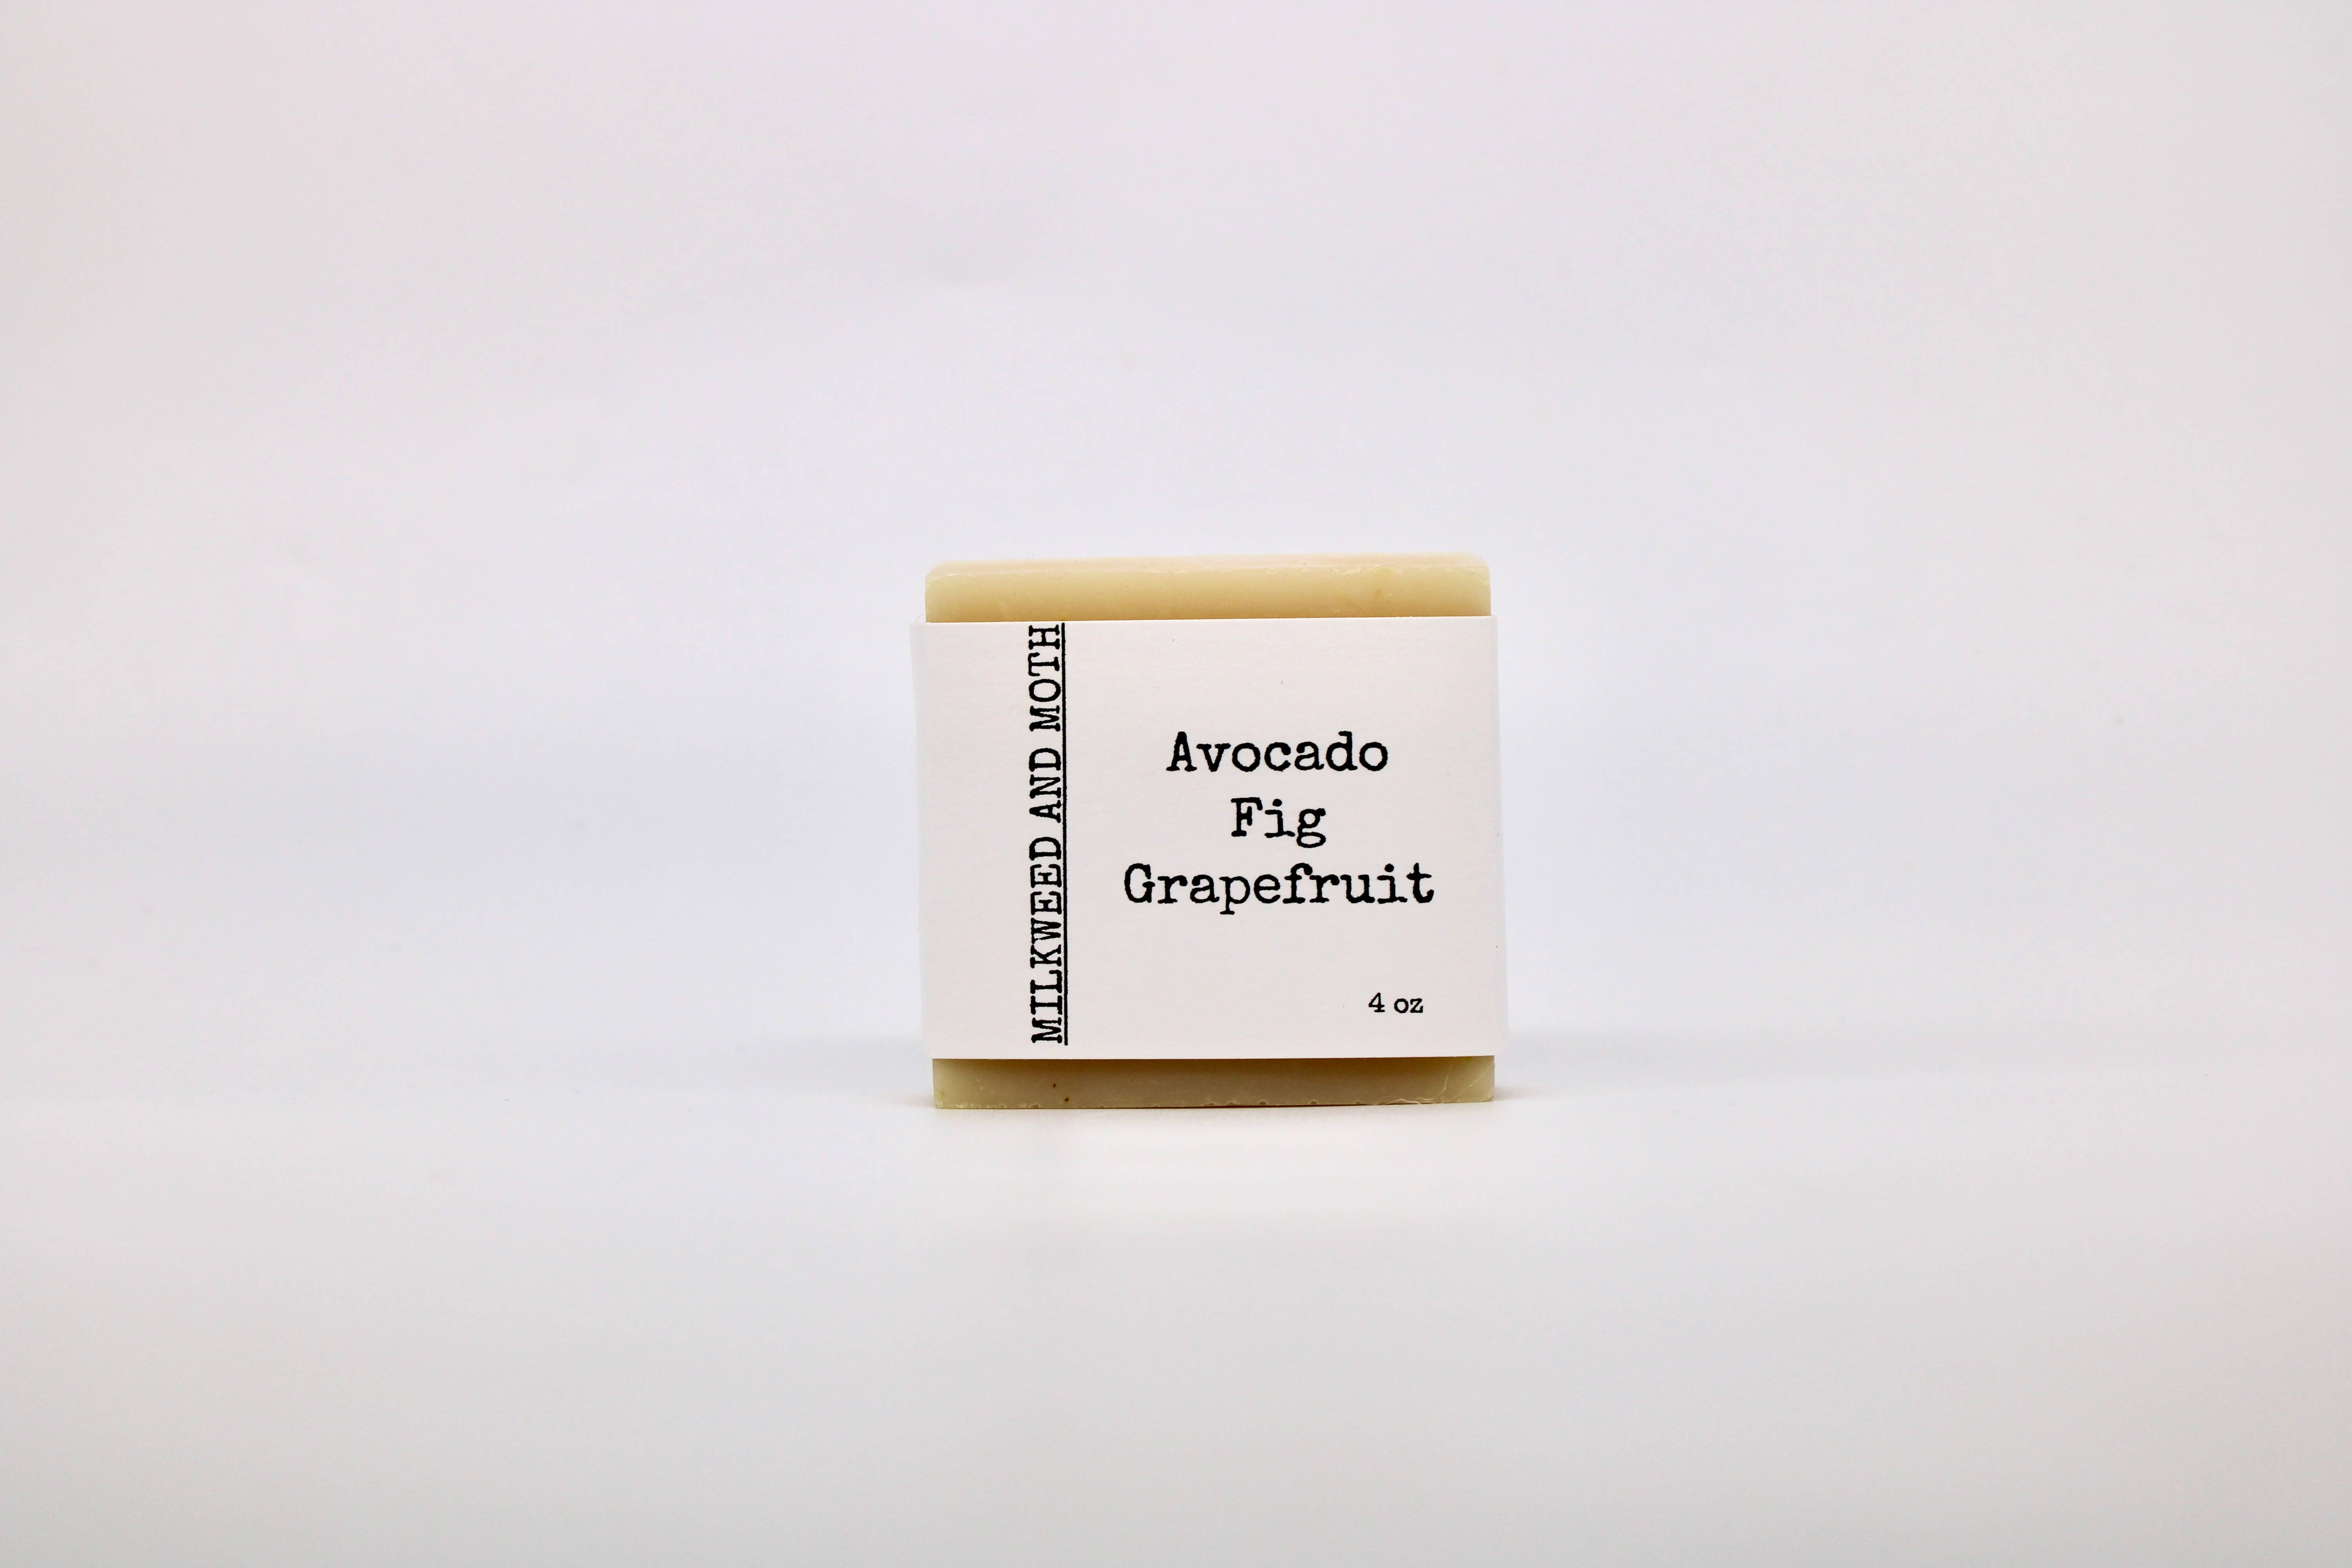 MILKWEED AND MOTH
Avocado
Fig
Grapefruit
4 oz